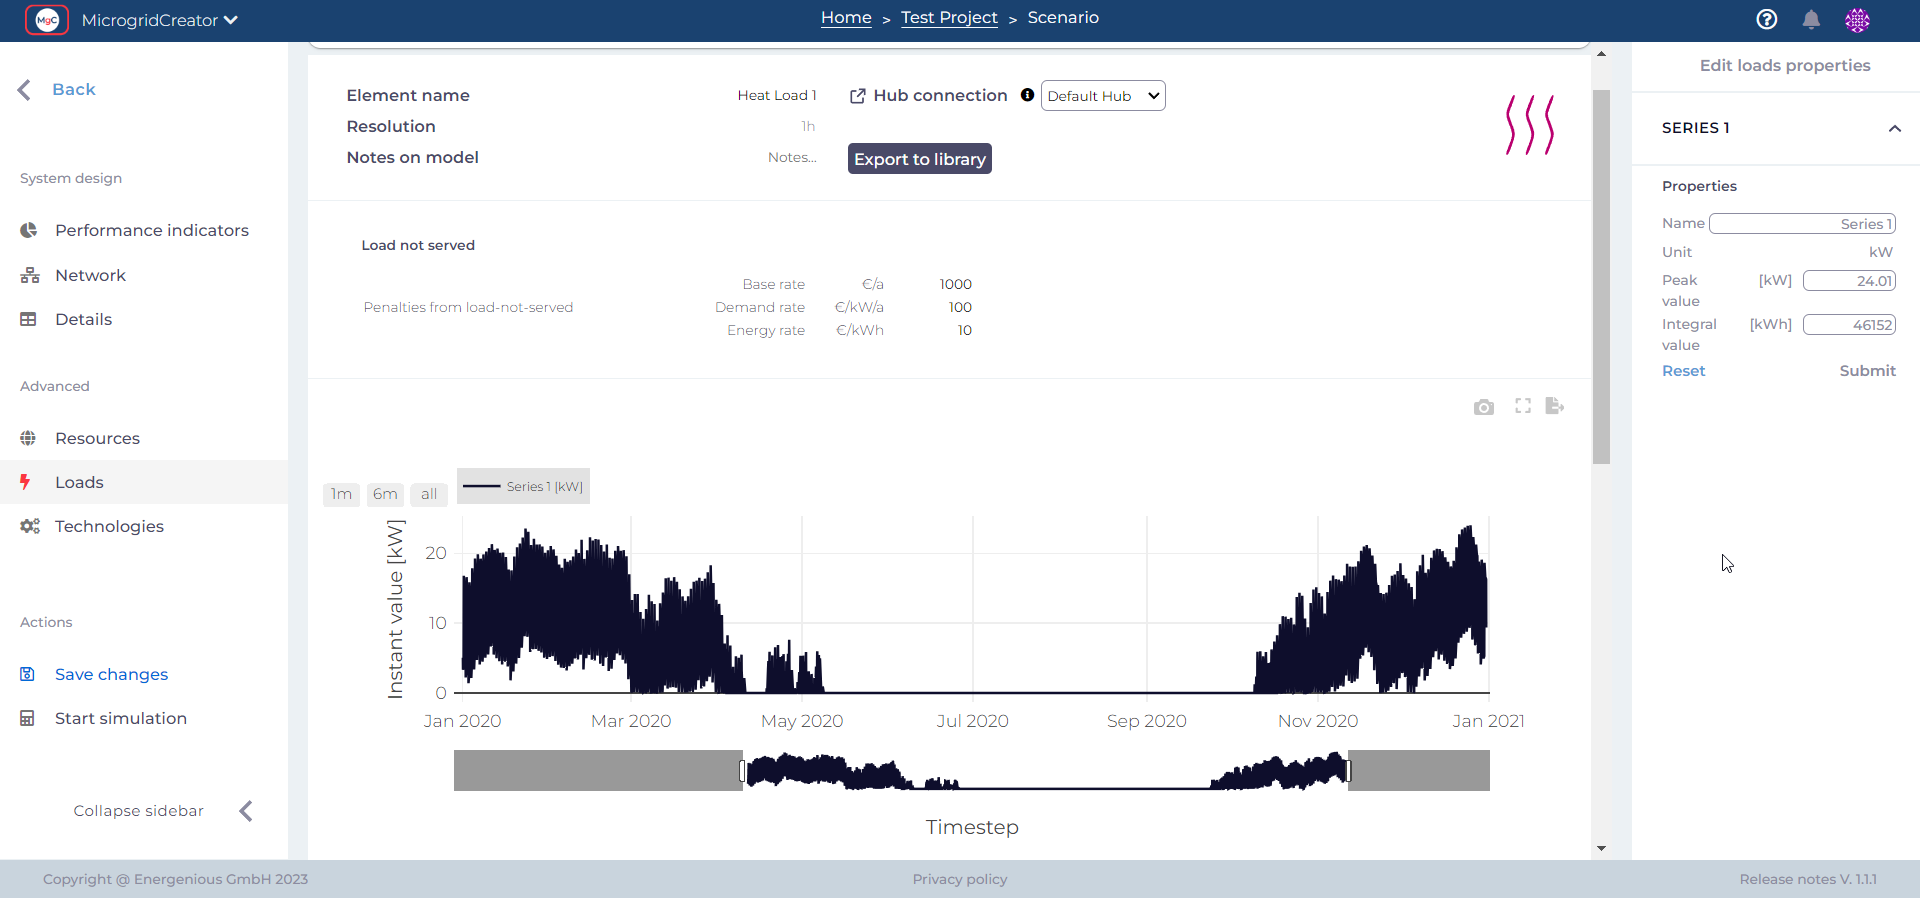 MgC MicrogridCreator
Home > Test Project > Scenario
Back
System design
Performance indicators
Network
Details
Advanced
Resources
Loads
Technologies
Actions
Save changes
Start simulation
Collapse sidebar
Element name Heat Load 1 Hub connection Default Hub
Resolution 1h
Notes on model Notes... Export to library
Load not served
Base rate €/a 1000
Penalties from load-not-served Demand rate €/kW/a 100
Energy rate €/kWh 10
1m 6m all Series 1 [kW]
Instant value [kW]
20
10
0
Jan 2020 Mar 2020 May 2020 Jul 2020 Sep 2020 Nov 2020 Jan 2021
Timestep
Edit loads properties
SERIES 1
Properties
Name Series 1
Unit kW
Peak value [kW] 24.01
Integral value [kWh] 46152
Reset Submit
Copyright @ Energenious GmbH 2023 Privacy policy Release notes V. 1.1.1